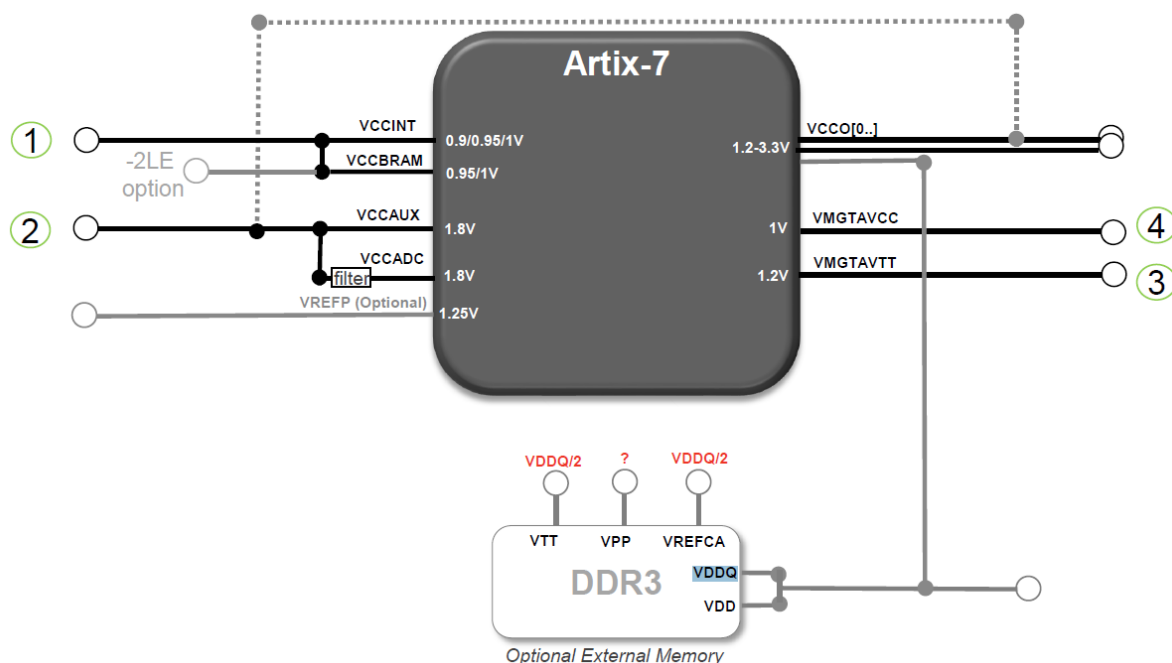 Artix-7
1
VCCINT
0.9/0.95/1V
VCCO[0..]
1.2-3.3V
-2LE
option
VCCBRAM
0.95/1V
2
VCCAUX
1.8V
1V
VMGTAVCC
4
VCCADC
filter
1.8V
1.2V
VMGTAVTT
3
VREFP (Optional)
1.25V
VDDQ/2
?
VDDQ/2
VTT
VPP
VREFCA
DDR3
VDDQ
VDD
Optional External Memory